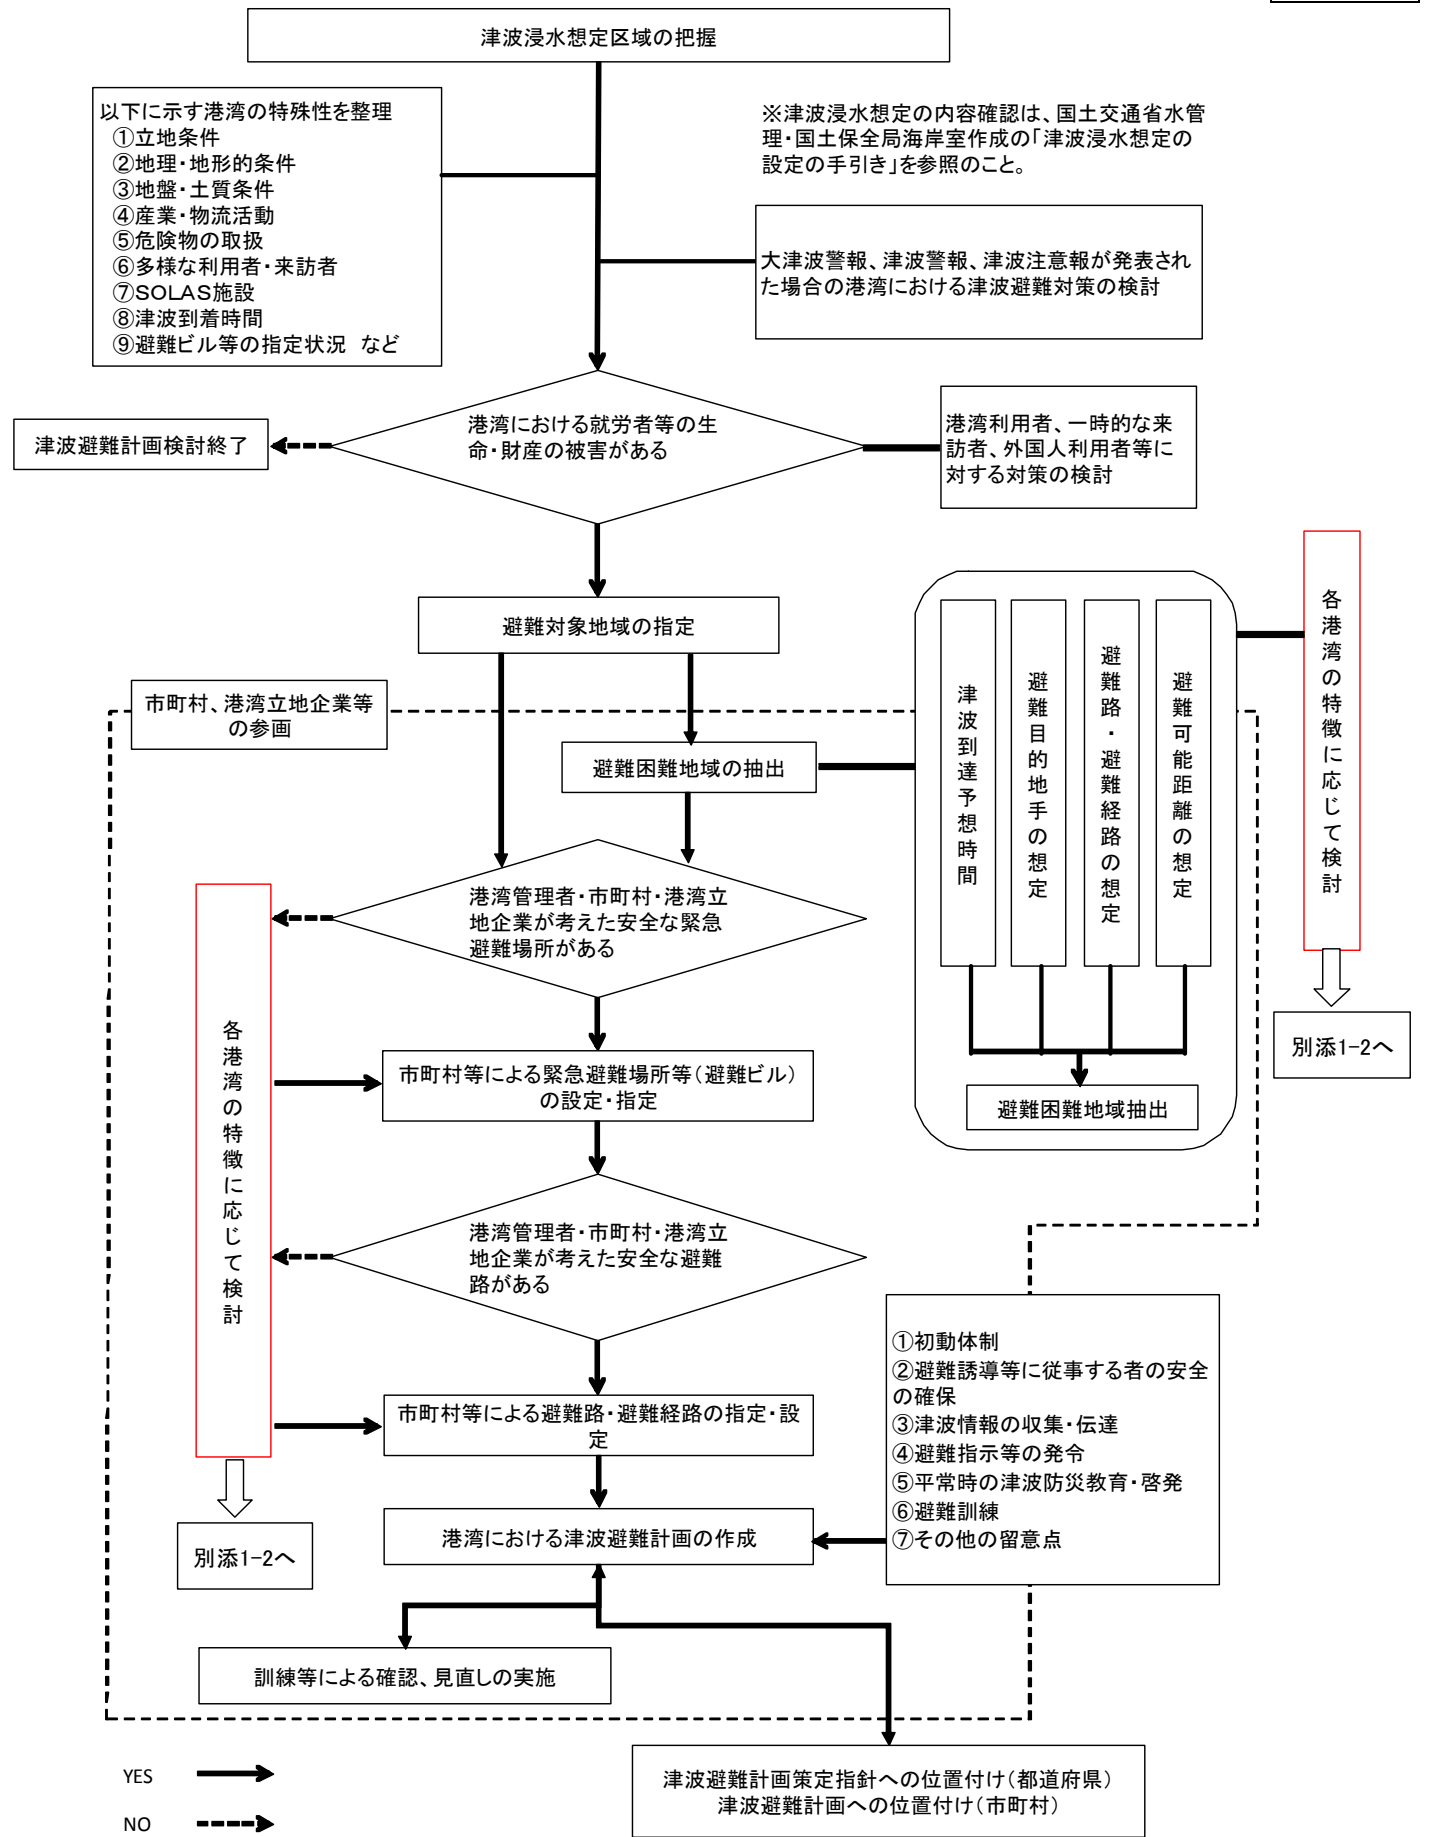 津波浸水想定区域の把握
以下に示す港湾の特殊性を整理
①立地条件
②地理・地形的条件
③地盤・土質条件
④産業・物流活動
⑤危険物の取扱
⑥多様な利用者・来訪者
⑦SOLAS施設
⑧津波到着時間
⑨避難ビル等の指定状況 など
※津波浸水想定の内容確認は、国土交通省水管
理・国土保全局海岸室作成の「津波浸水想定の
設定の手引き」を参照のこと。
大津波警報、津波警報、津波注意報が発表され
た場合の港湾における津波避難対策の検討
港湾における就労者等の生
命・財産の被害がある
津波避難計画検討終了
港湾利用者、一時的な来
訪者、外国人利用者等に
対する対策の検討
避難対象地域の指定
市町村、港湾立地企業等
の参画
避難困難地域の抽出
津波到達予想時間
避難目的地手の想定
避難路・避難経路の想定
避難可能距離の想定
避難困難地域抽出
各港湾の特徴に応じて検討
別添1-2へ
港湾管理者・市町村・港湾立
地企業が考えた安全な緊急
避難場所がある
各港湾の特徴に応じて検討
市町村等による緊急避難場所等（避難ビル）
の設定・指定
港湾管理者・市町村・港湾立
地企業が考えた安全な避難
路がある
①初動体制
②避難誘導等に従事する者の安全
の確保
③津波情報の収集・伝達
④避難指示等の発令
⑤平常時の津波防災教育・啓発
⑥避難訓練
⑦その他の留意点
市町村等による避難路・避難経路の指定・設
定
港湾における津波避難計画の作成
別添1-2へ
訓練等による確認、見直しの実施
津波避難計画策定指針への位置付け（都道府県）
津波避難計画への位置付け（市町村）
YES
NO